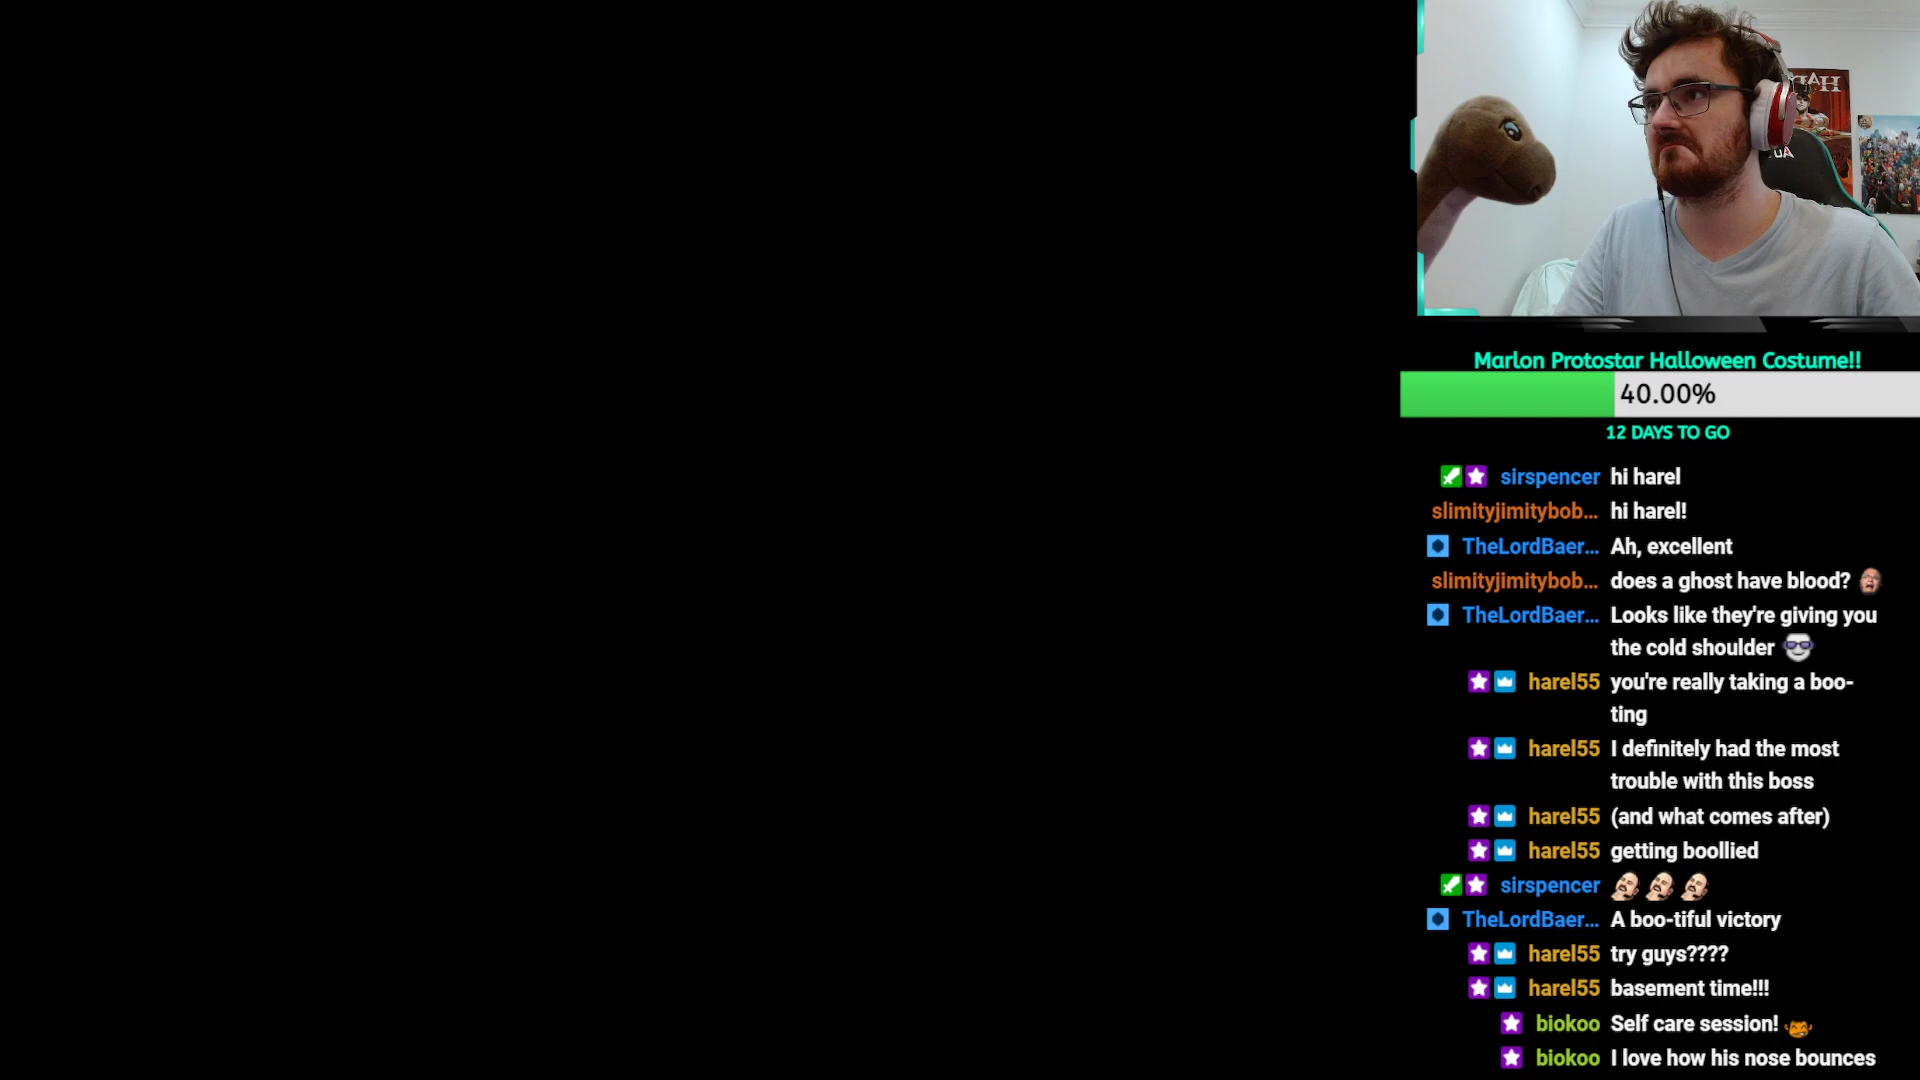 HAЯ
UA
Marlon Protostar Halloween Costume!!
40.00%
12 DAYS TO GO
sirspencer hi harel
slimityjimitybob... hi harel!
TheLordBaer... Ah, excellent
slimityjimitybob... does a ghost have blood?
TheLordBaer... Looks like they're giving you
the cold shoulder
harel55 you're really taking a boo-
ting
harel55 I definitely had the most
trouble with this boss
harel55 (and what comes after)
harel55 getting boollied
sirspencer
TheLordBaer... A boo-tiful victory
harel55 try guys????
harel55 basement time!!!
biokoo Self care session!
biokoo I love how his nose bounces